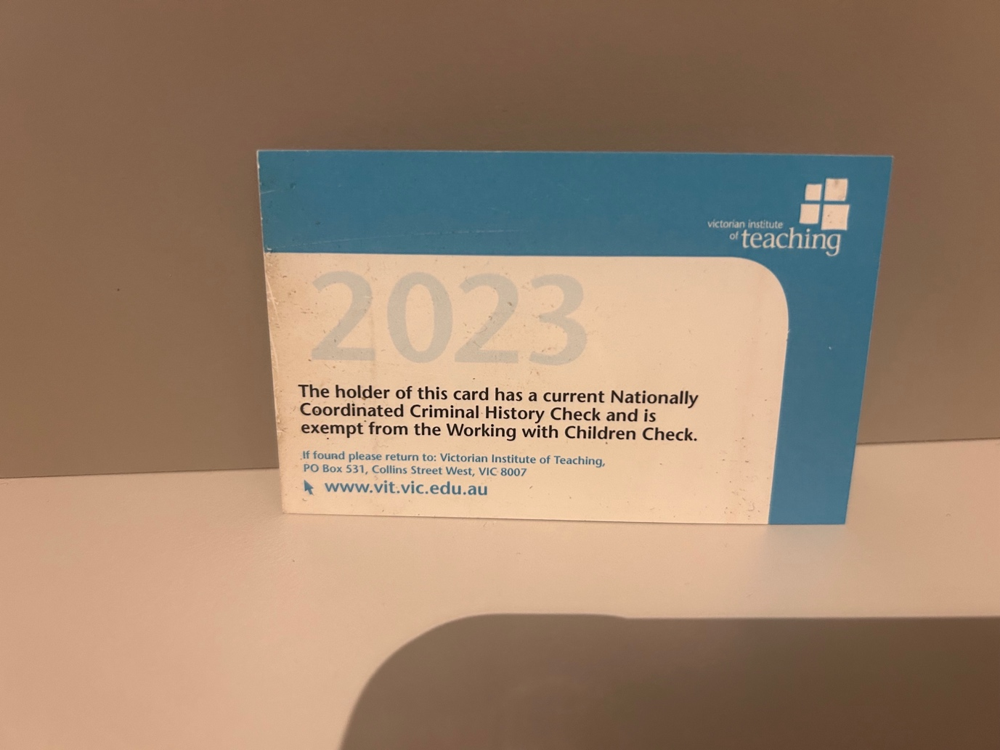 victorian institute
of teaching
2023
The holder of this card has a current Nationally
Coordinated Criminal History Check and is
exempt from the Working with Children Check.
If found please return to: Victorian Institute of Teaching,
PO Box 531, Collins Street West, VIC 8007
www.vit.vic.edu.au